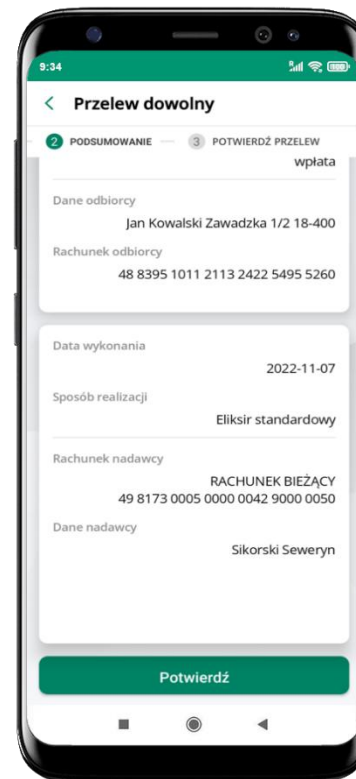 9:34
Przelew dowolny
2 PODSUMOWANIE 3 POTWIERDŹ PRZELEW
wpłata
Dane odbiorcy
Jan Kowalski Zawadzka 1/2 18-400
Rachunek odbiorcy
48 8395 1011 2113 2422 5495 5260
Data wykonania
2022-11-07
Sposób realizacji
Eliksir standardowy
Rachunek nadawcy
RACHUNEK BIEŻĄCY
49 8173 0005 0000 0042 9000 0050
Dane nadawcy
Sikorski Seweryn
Potwierdź